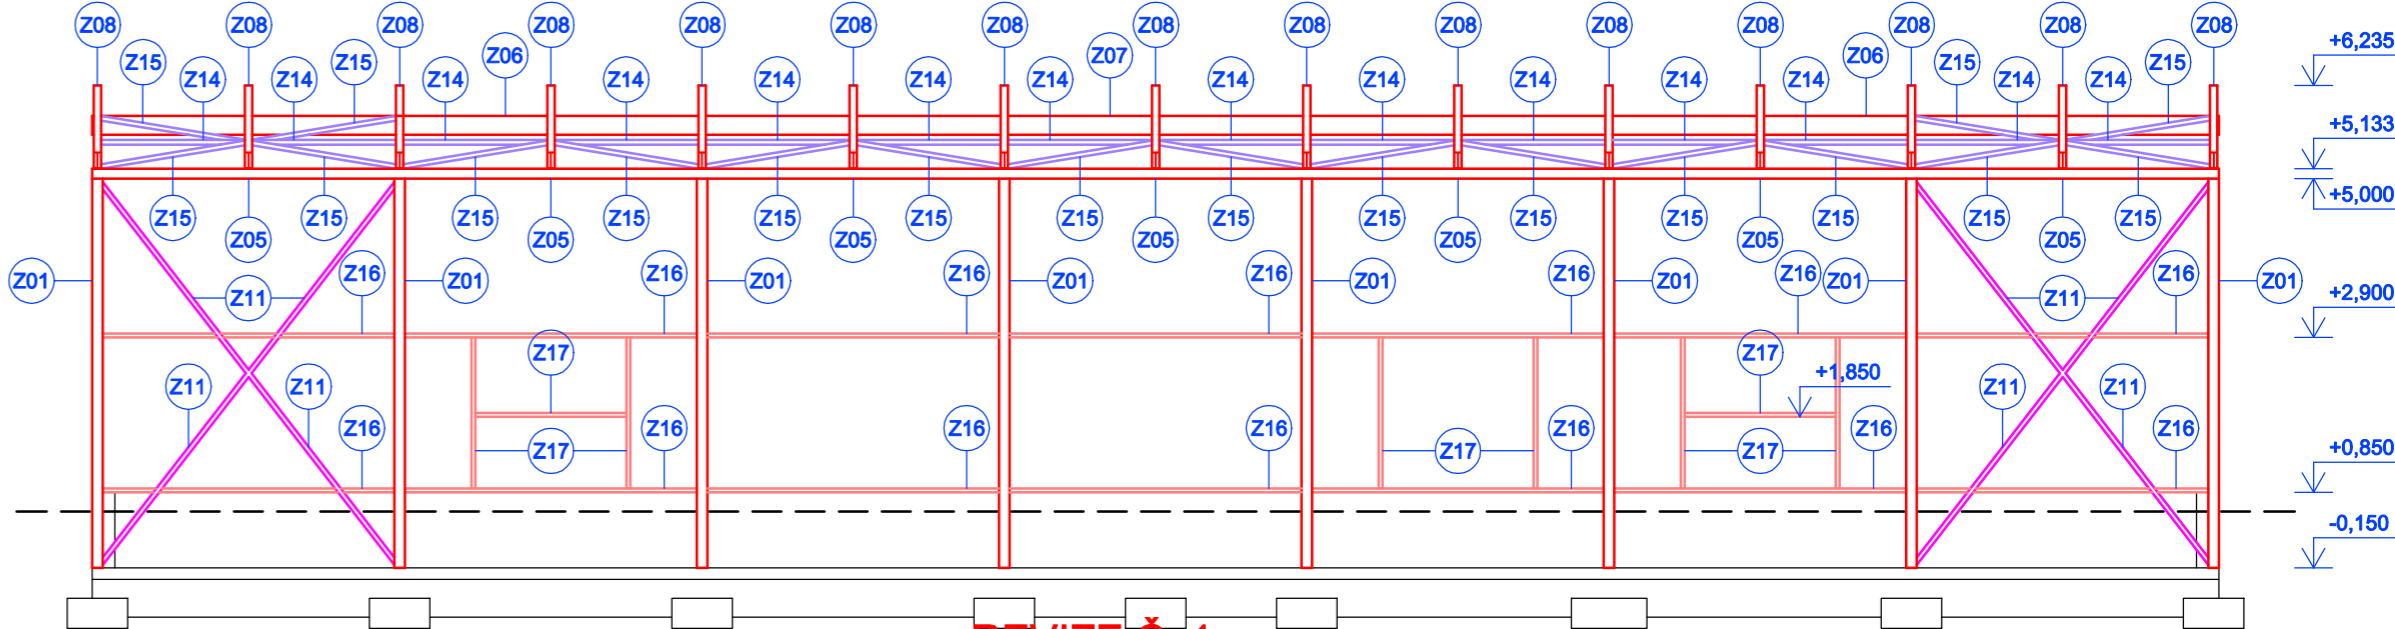 Z08 Z08 Z08 Z08 Z08 Z08 Z08 Z08 Z08 Z08 Z08 Z08 Z08 Z08 Z08
+6,235
Z15 Z15 Z06 Z07 Z06 Z15 Z15
Z14 Z14 Z14 Z14 Z14 Z14 Z14 Z14 Z14 Z14 Z14 Z14 Z14
+5,133
+5,000
Z15 Z15 Z15 Z15 Z15 Z15 Z15 Z15 Z15 Z15 Z15 Z15 Z15 Z15
Z05 Z05 Z05 Z05 Z05 Z05 Z05
Z16 Z16 Z16 Z16 Z16 Z16 Z16
Z01 Z01 Z01 Z01 Z01 Z01 Z01 Z01
Z11 Z11
+2,900
Z17 Z17
+1,850
Z11 Z11 Z11 Z11
Z16 Z16 Z16 Z16 Z16 Z16 Z16
+0,850
Z17 Z17 Z17
-0,150